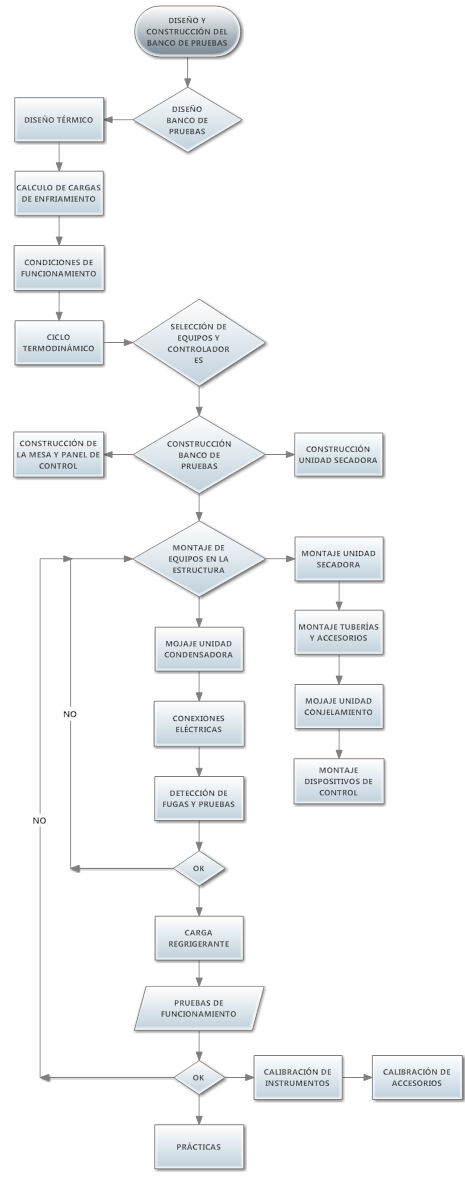 DISEÑO Y
CONSTRUCCIÓN DEL
BANCO DE PRUEBAS
DISEÑO
BANCO DE
PRUEBAS
DISEÑO TÉRMICO
CALCULO DE CARGAS
DE ENFRIAMIENTO
CONDICIONES DE
FUNCIONAMIENTO
CICLO
TERMODINÁMICO
SELECCIÓN DE
EQUIPOS Y
CONTROLADOR
ES
CONSTRUCCIÓN DE
LA MESA Y PANEL DE
CONTROL
CONSTRUCCIÓN
BANCO DE
PRUEBAS
CONSTRUCCIÓN
UNIDAD SECADORA
MONTAJE DE
EQUIPOS EN LA
ESTRUCTURA
MONTAJE UNIDAD
SECADORA
MONTAJE TUBERÍAS
Y ACCESORIOS
MOJAJE UNIDAD
CONJELAMIENTO
MONTAJE
DISPOSITIVOS DE
CONTROL
MOJAJE UNIDAD
CONDENSADORA
CONEXIONES
ELÉCTRICAS
DETECCIÓN DE
FUGAS Y PRUEBAS
NO
NO
OK
CARGA
REGRIGERANTE
PRUEBAS DE
FUNCIONAMIENTO
OK
CALIBRACIÓN DE
INSTRUMENTOS
CALIBRACIÓN DE
ACCESORIOS
PRÁCTICAS